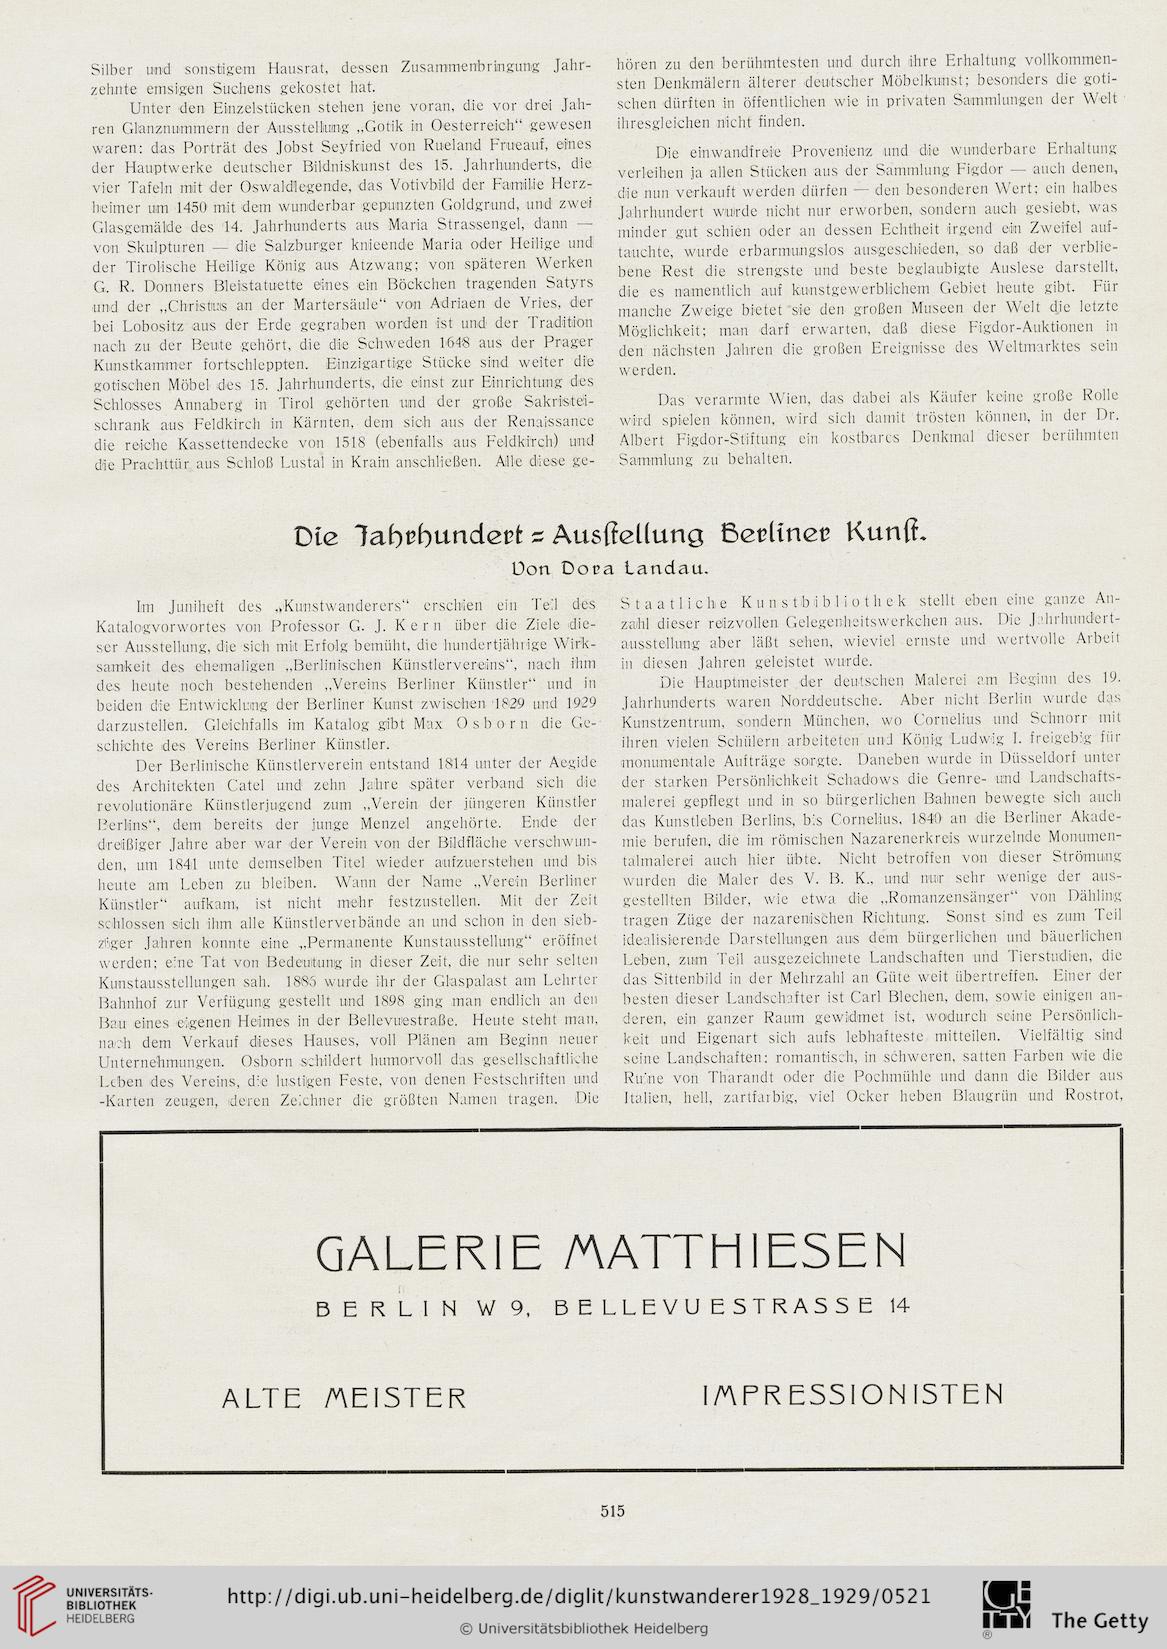 Silber und sonstigem Hausrat, dessen Zusammenbringung Jahr-
zehnte emsigen Suchens gekostet hat.
Unter den Einzelstücken stehen jene voran, die vor drei Jah-
ren Glanznummern der Ausstellung „Gotik in Oesterreich“ gewesen
waren: das Porträt des Jobst Seyfried von Rueland Frueauf, eines
der Hauptwerke deutscher Bildniskunst des 15. Jahrhunderts, die
vier Tafeln mit der Oswaldlegende, das Votivbild der Familie Herz-
heimer um 1450 mit dem wunderbar gepunzten Goldgrund, und zwei
Glasgemälde des 14. Jahrhunderts aus Maria Strassengel, dann —
von Skulpturen — die Salzburger knieende Maria oder Heilige und
der Tirolische Heilige König aus Atzwang; von späteren Werken
G. R. Donners Bleistatuette eines ein Böckchen tragenden Satyrs
und der „Christus an der Martersäule“ von Adriaen de Vries, der
bei Lobositz aus der Erde gegraben worden ist und der Tradition
nach zu der Beute gehört, die die Schweden 1648 aus der Prager
Kunstkammer fortschleppten. Einzigartige Stücke sind weiter die
gotischen Möbel des 15. Jahrhunderts, die einst zur Einrichtung des
Schlosses Annaberg in Tirol gehörten und der große Sakristei-
schrank aus Feldkirch in Kärnten, dem sich aus der Renaissance
die reiche Kassettendecke von 1518 (ebenfalls aus Feldkirch) und
die Prachttür aus Schloß Lustal in Krain anschließen. Alle diese ge-
hören zu den berühmtesten und durch ihre Erhaltung vollkommen-
sten Denkmälern älterer deutscher Möbelkunst; besonders die goti-
schen dürften in öffentlichen wie in privaten Sammlungen der Welt
ihresgleichen nicht finden.
Die einwandfreie Provenienz und die wunderbare Erhaltung
verleihen ja allen Stücken aus der Sammlung Figdor — auch denen,
die nun verkauft werden dürfen — den besonderen Wert: ein halbes
Jahrhundert wurde nicht nur erworben, sondern auch gesiebt, was
minder gut schien oder an dessen Echtheit irgend ein Zweifel auf-
tauchte, wurde erbarmungslos ausgeschieden, so daß der verblie-
bene Rest die strengste und beste beglaubigte Auslese darstellt,
die es namentlich auf kunstgewerblichem Gebiet heute gibt. Für
manche Zweige bietet sie den großen Museen der Welt die letzte
Möglichkeit; man darf erwarten, daß diese Figdor-Auktionen in
den nächsten Jahren die großen Ereignisse des Weltmarktes sein
werden.
Das verarmte Wien, das dabei als Käufer keine große Rolle
wird spielen können, wird sich damit trösten können, in der Dr.
Albert Figdor-Stiftung ein kostbares Denkmal dieser berühmten
Sammlung zu behalten.
Die Jahrhundert-Ausstellung Berliner Kunst.
Von Dora Landau.
Im Juniheft des „Kunstwanderers“ erschien ein Teil des
Katalogvorwortes von Professor G. J. Kern über die Ziele die-
ser Ausstellung, die sich mit Erfolg bemüht, die hundertjährige Wirk-
samkeit des ehemaligen „Berlinischen Künstlervereins“, nach ihm
des heute noch bestehenden „Vereins Berliner Künstler“ und in
beiden die Entwicklung der Berliner Kunst zwischen 1829 und 1929
darzustellen. Gleichfalls im Katalog gibt Max Osborn die Ge-
schichte des Vereins Berliner Künstler.
Der Berlinische Künstlerverein entstand 1814 unter der Aegide
des Architekten Catel und zehn Jahre später verband sich die
revolutionäre Künstlerjugend zum „Verein der jüngeren Künstler
Berlins“, dem bereits der junge Menzel angehörte. Ende der
dreißiger Jahre aber war der Verein von der Bildfläche verschwun-
den, um 1841 unte demselben Titel wieder aufzuerstehen und bis
heute am Leben zu bleiben. Wann der Name „Verein Berliner
Künstler“ aufkam, ist nicht mehr festzustellen. Mit der Zeit
schlossen sich ihm alle Künstlerverbände an und schon in den sieb-
ziger Jahren konnte eine „Permanente Kunstausstellung“ eröffnet
werden; eine Tat von Bedeutung in dieser Zeit, die nur sehr selten
Kunstausstellungen sah. 1886 wurde ihr der Glaspalast am Lehrter
Bahnhof zur Verfügung gestellt und 1898 ging man endlich an den
Bau eines eigenen Heimes in der Bellevuestraße. Heute steht man,
nach dem Verkauf dieses Hauses, voll Plänen am Beginn neuer
Unternehmungen. Osborn schildert humorvoll das gesellschaftliche
Leben des Vereins, die lustigen Feste, von denen Festschriften und
-Karten zeugen, deren Zeichner die größten Namen tragen. Die
Staatliche Kunstbibliothek stellt eben eine ganze An-
zahl dieser reizvollen Gelegenheitswerkchen aus. Die Jahrhundert-
ausstellung aber läßt sehen, wieviel ernste und wertvolle Arbeit
in diesen Jahren geleistet wurde.
Die Hauptmeister der deutschen Malerei am Beginn des 19.
Jahrhunderts waren Norddeutsche. Aber nicht Berlin wurde das
Kunstzentrum, sondern München, wo Cornelius und Schnorr mit
ihren vielen Schülern arbeiteten und König Ludwig I. freigebig für
monumentale Aufträge sorgte. Daneben wurde in Düsseldorf unter
der starken Persönlichkeit Schadows die Genre- und Landschafts-
malerei gepflegt und in so bürgerlichen Bahnen bewegte sich auch
das Kunstleben Berlins, bis Cornelius, 1840 an die Berliner Akade-
mie berufen, die im römischen Nazarenerkreis wurzelnde Monumen-
talmalerei auch hier übte. Nicht betroffen von dieser Strömung
wurden die Maler des V. B. K., und nur sehr wenige der aus-
gestellten Bilder, wie etwa die „Romanzensänger“ von Dähling
tragen Züge der nazarenischen Richtung. Sonst sind es zum Teil
idealisierende Darstellungen aus dem bürgerlichen und bäuerlichen
Leben, zum Teil ausgezeichnete Landschaften und Tierstudien, die
das Sittenbild in der Mehrzahl an Güte weit übertreffen. Einer der
besten dieser Landschafter ist Carl Blechen, dem, sowie einigen an-
deren, ein ganzer Raum gewidmet ist, wodurch seine Persönlich-
keit und Eigenart sich aufs lebhafteste mitteilen. Vielfältig sind
seine Landschaften: romantisch, in schweren, satten Farben wie die
Ruine von Tharandt oder die Pochmühle und dann die Bilder aus
Italien, hell, zartfarbig, viel Ocker heben Blaugrün und Rostrot,
GALERIE MATTHIESEN
BERLIN W 9, BELLEVUESTRASSE 14
ALTE MEISTER
IMPRESSIONISTEN
515
UNIVERSITÄTS-
BIBLIOTHEK
HEIDELBERG
http://digi.ub.uni-heidelberg.de/diglit/kunstwanderer1928_1929/0521
© Universitätsbibliothek Heidelberg
GETTY
®
The Getty